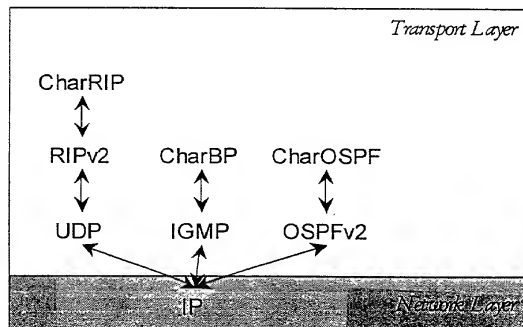 Transport Layer
CharRIP
RIPv2 CharBP CharOSPF
UDP IGMP OSPFv2
IP
Network Layer